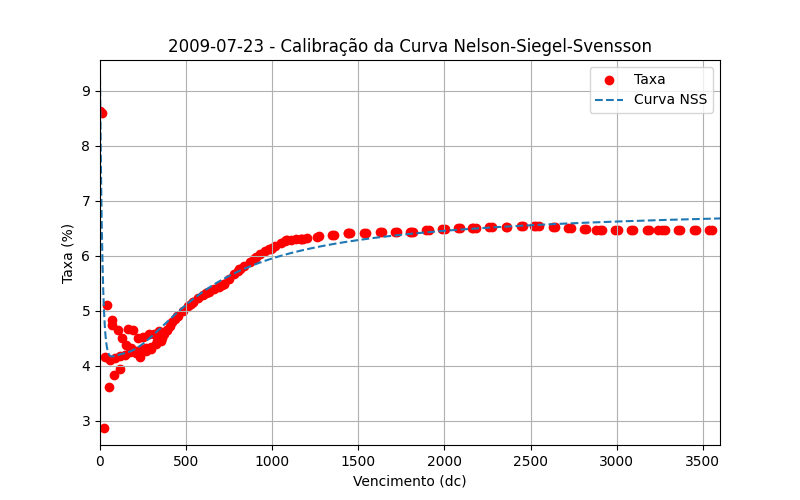 2009-07-23 - Calibração da Curva Nelson-Siegel-Svensson
Taxa
Curva NSS
Taxa (%)
9
8
7
6
5
4
3
0 500 1000 1500 2000 2500 3000 3500
Vencimento (dc)